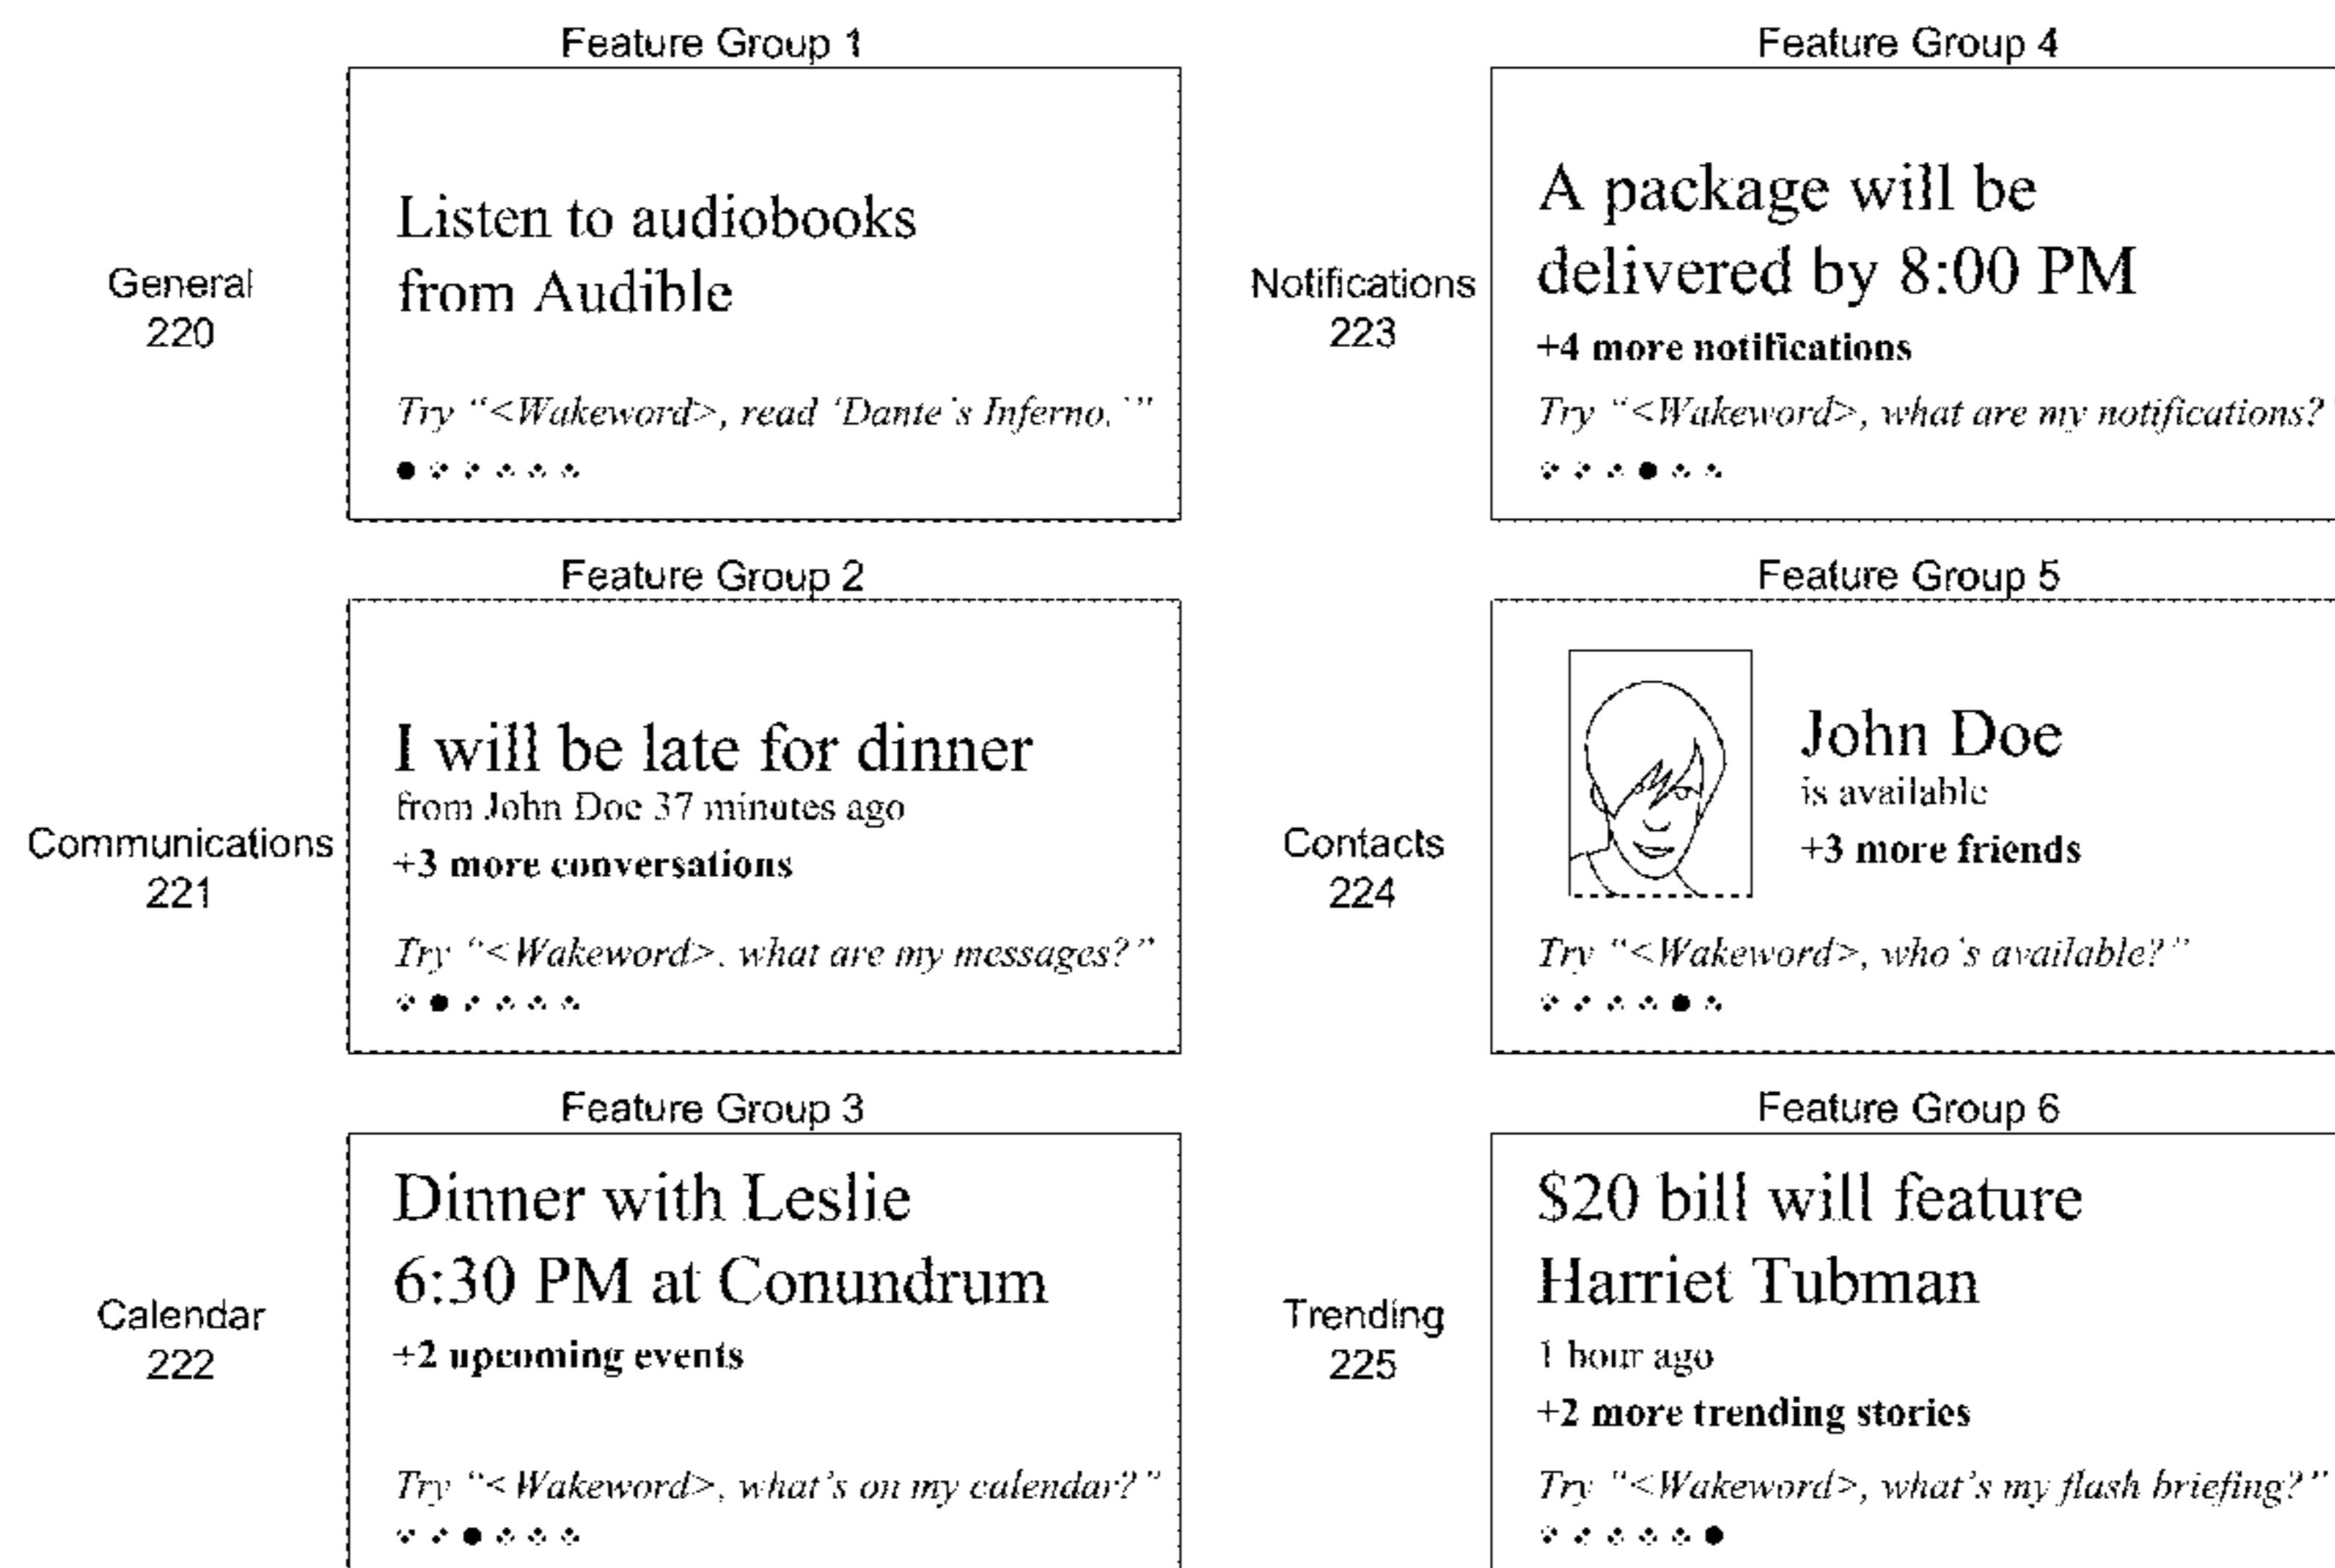 Feature Group 1
General
220
Listen to audiobooks
from Audible
Try “<Wakeword>, read ‘Dante’s Inferno.’”
Feature Group 2
Communications
221
I will be late for dinner
from John Doe 37 minutes ago
+3 more conversations
Try “<Wakeword>, what are my messages?”
Feature Group 3
Calendar
222
Dinner with Leslie
6:30 PM at Conundrum
+2 upcoming events
Try “<Wakeword>, what’s on my calendar?”
Feature Group 4
Notifications
223
A package will be
delivered by 8:00 PM
+4 more notifications
Try “<Wakeword>, what are my notifications?”
Feature Group 5
Contacts
224
John Doe
is available
+3 more friends
Try “<Wakeword>, who’s available?”
Feature Group 6
Trending
225
$20 bill will feature
Harriet Tubman
1 hour ago
+2 more trending stories
Try “<Wakeword>, what’s my flash briefing?”